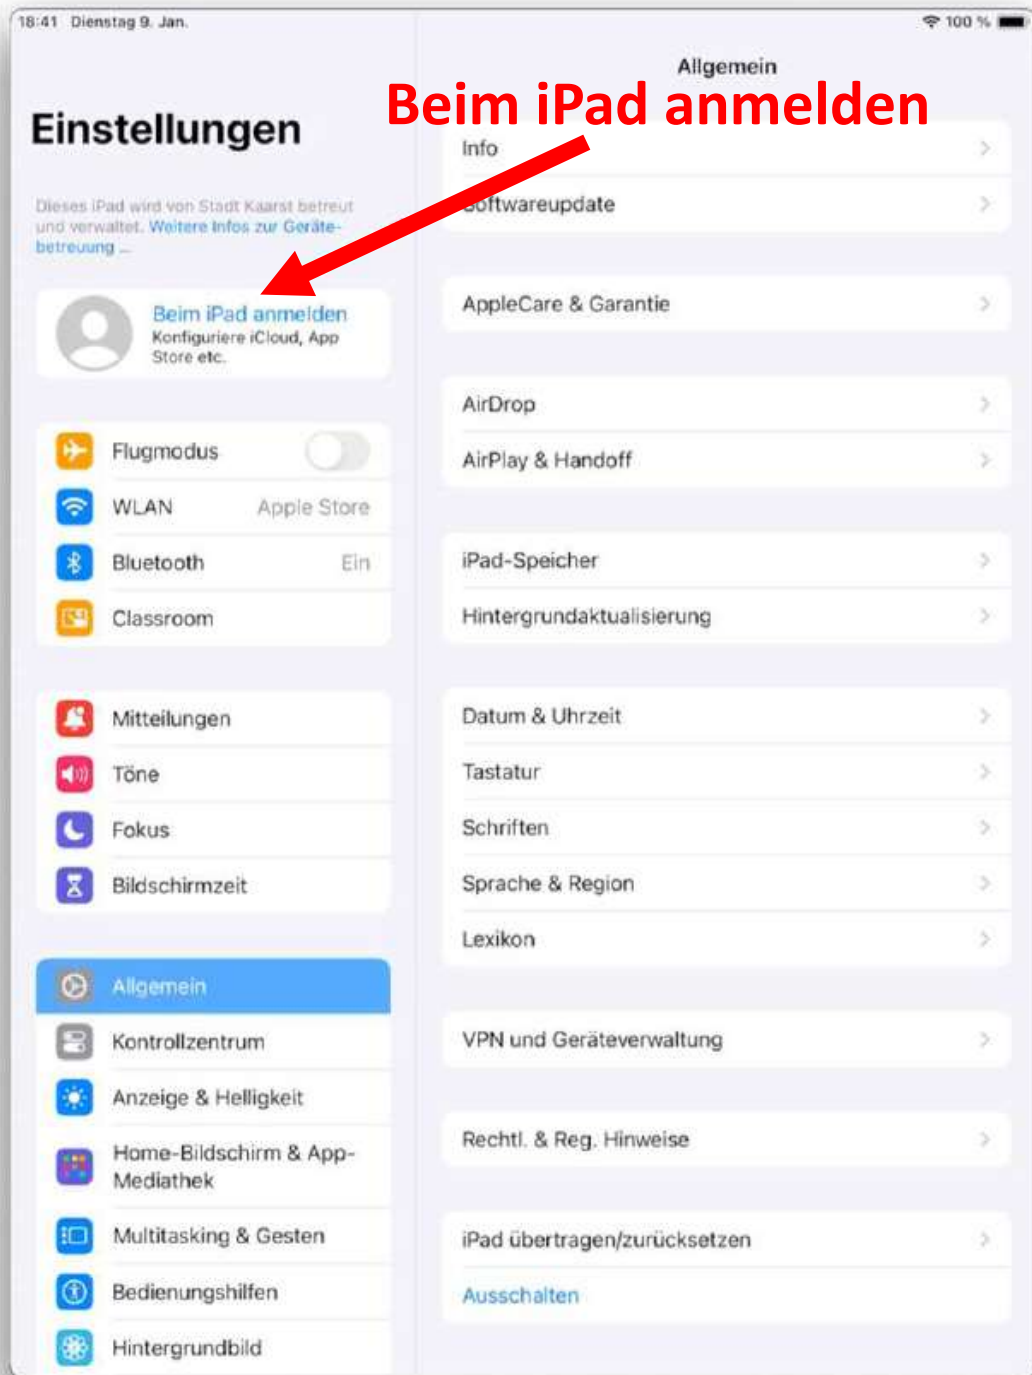 18:41 Dienstag 9. Jan.
100 %
Allgemein
Beim iPad anmelden
Einstellungen
Dieses iPad wird von Stadt Kaarst betreut
und verwaltet. Weitere Infos zur Geräte-
betreuung ...
Beim iPad anmelden
Konfiguriere iCloud, App
Store etc.
Flugmodus
WLAN Apple Store
Bluetooth Ein
Classroom
Mitteilungen
Töne
Fokus
Bildschirmzeit
Allgemein
Kontrollzentrum
Anzeige & Helligkeit
Home-Bildschirm & App-
Mediathek
Multitasking & Gesten
Bedienungshilfen
Hintergrundbild
Info
Softwareupdate
AppleCare & Garantie
AirDrop
AirPlay & Handoff
iPad-Speicher
Hintergrundaktualisierung
Datum & Uhrzeit
Tastatur
Schriften
Sprache & Region
Lexikon
VPN und Geräteverwaltung
Rechtl. & Reg. Hinweise
iPad übertragen/zurücksetzen
Ausschalten